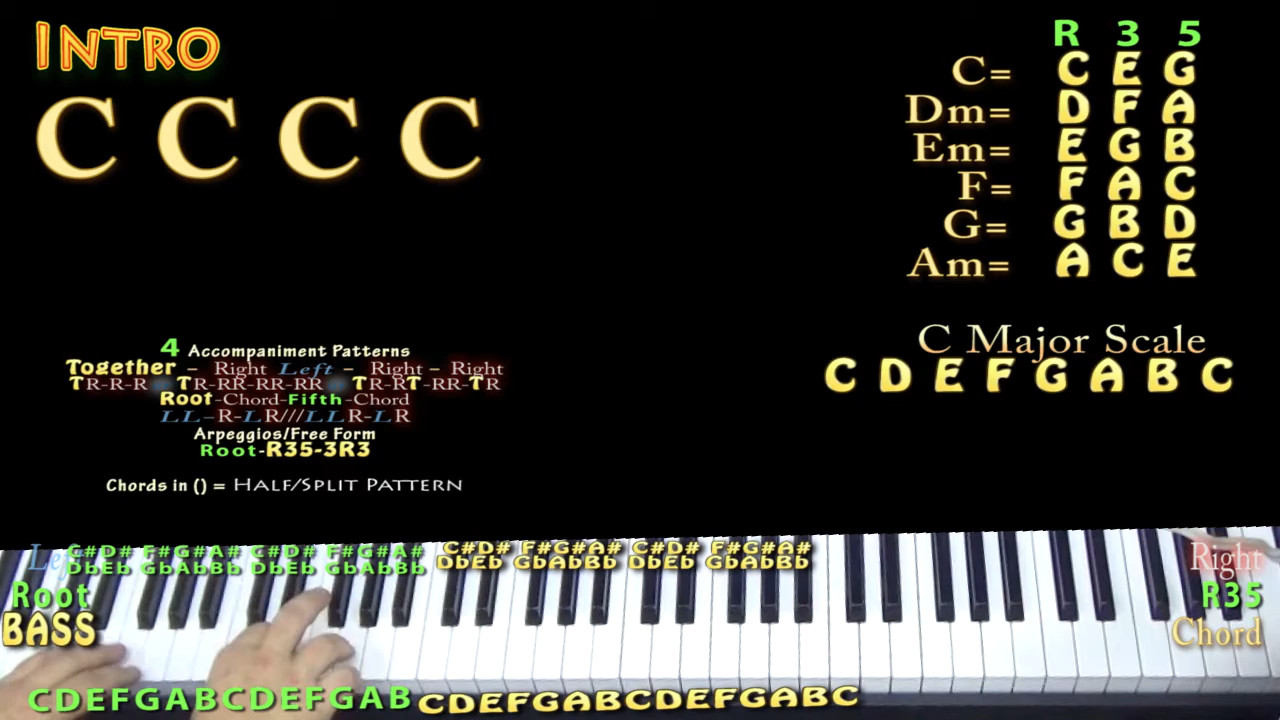 INTRO
C C C C
R 3 5
C= C E G
Dm= D F A
Em= E G B
F= F A C
G= G B D
Am= A C E
C Major Scale
C D E F G A B C
4 Accompaniment Patterns
Together - Right Left - Right - Right
TR-R-R TR-RR-RR-RR TR-RT-RR-TR
Root-Chord-Fifth-Chord
LL-R-LR///LLR-LR
Arpeggios/Free Form
Root-R35-3R3
Chords in () = HALF/SPLIT PATTERN
Left
C#D# F#G#A# C#D# F#G#A# C#D# F#G#A# C#D# F#G#A#
DbEb GbAbBb DbEb GbAbBb DbEb GbAbBb DbEb GbAbBb
Root
BASS
Right
R35
Chord
CDEFGABCDEFGAB CDEFGABCDEFGABC